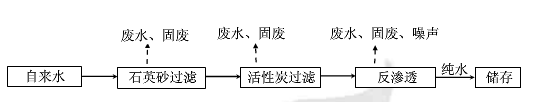 废水、固废
废水、固废
废水、固废、噪声
自来水
石英砂过滤
活性炭过滤
反渗透
纯水
储存